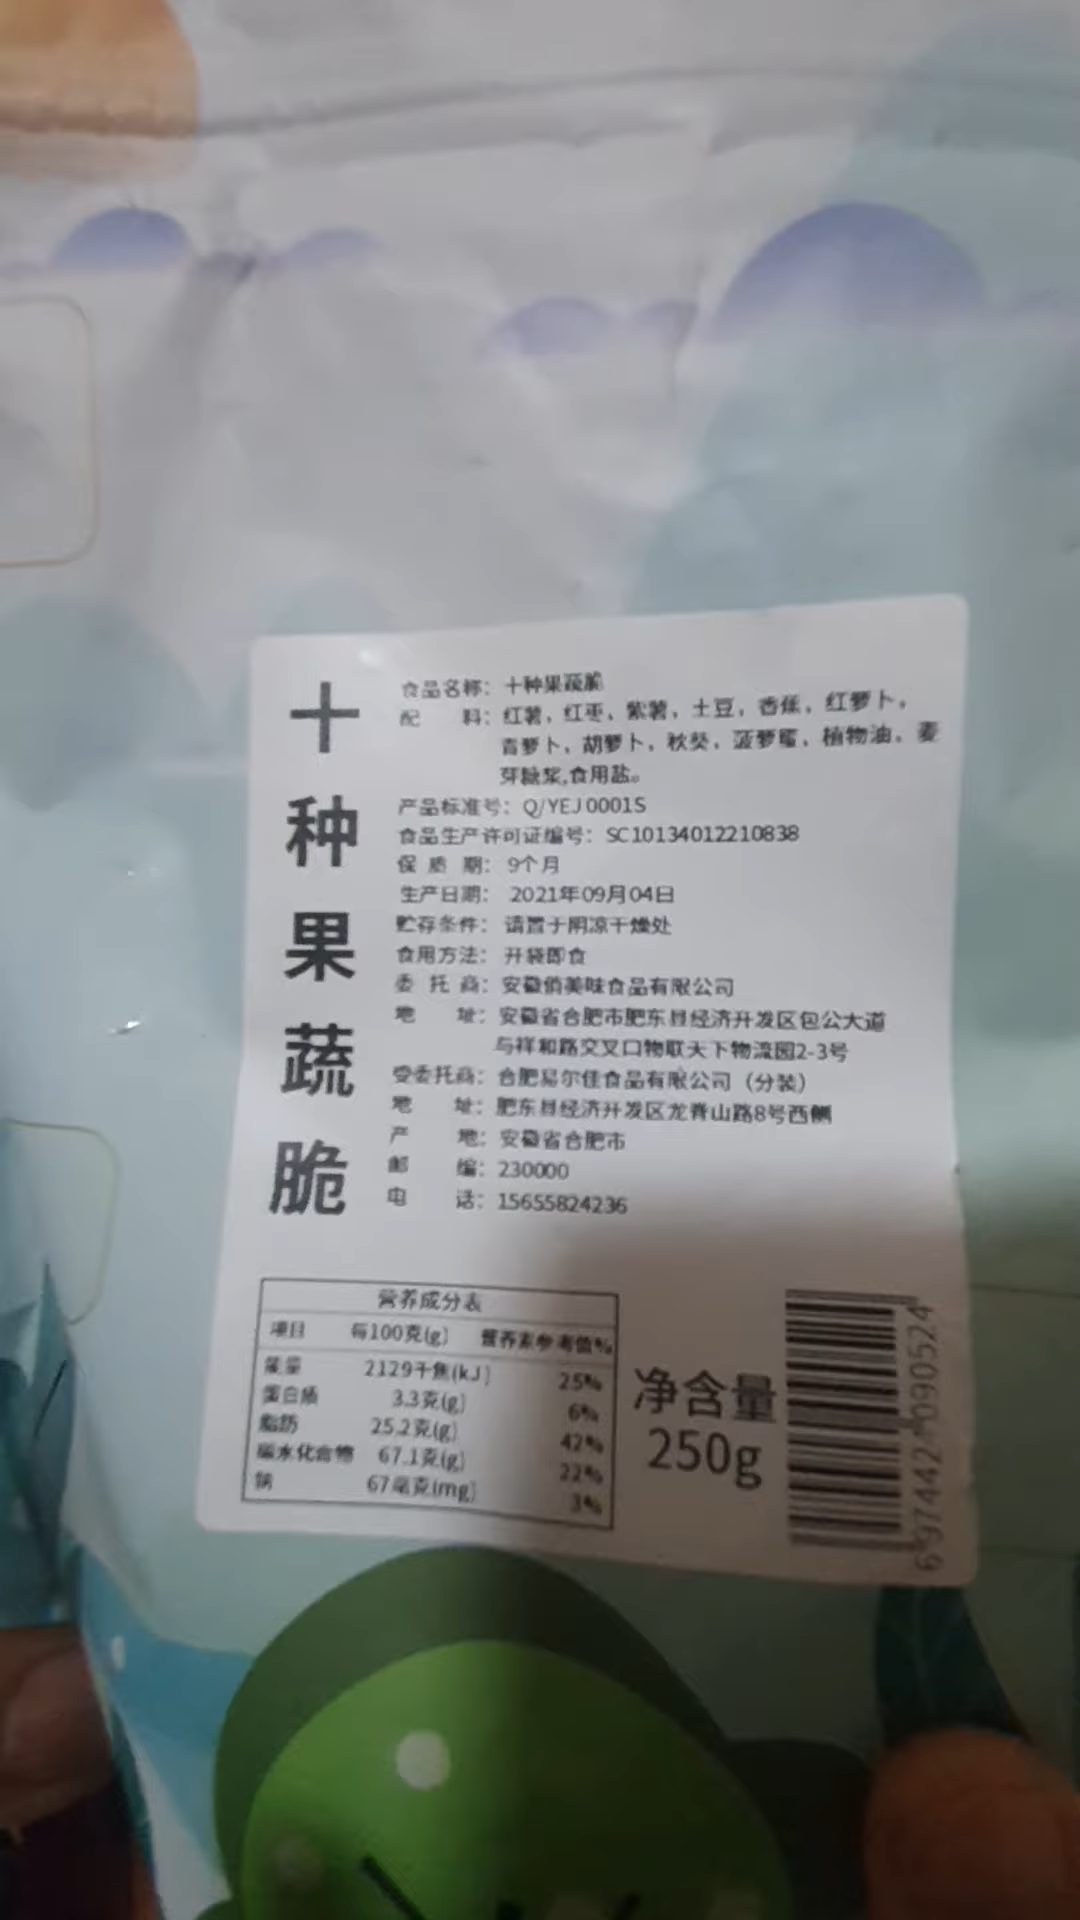 十种果蔬脆
食品名称：十种果蔬脆
配 料：红薯，红枣，紫薯，土豆，香蕉，红萝卜，
青萝卜，胡萝卜，秋葵，菠萝蜜，植物油，麦
芽糖浆,食用盐。
产品标准号：Q/YEJ0001S
食品生产许可证编号：SC10134012210838
保 质 期：9个月
生产日期：2021年09月04日
贮存条件：请置于阴凉干燥处
食用方法：开袋即食
委 托 商：安徽俏美味食品有限公司
地 址：安徽省合肥市肥东县经济开发区包公大道
与祥和路交叉口物联天下物流园2-3号
受委托商：合肥易尔佳食品有限公司（分装）
地 址：肥东县经济开发区龙脊山路8号西侧
产 地：安徽省合肥市
邮 编：230000
电 话：15655824236
营养成分表
项目 每100克(g) 营养素参考值%
能量 2129千焦(kJ) 25%
蛋白质 3.3克(g) 6%
脂肪 25.2克(g) 42%
碳水化合物 67.1克(g) 22%
钠 67毫克(mg) 3%
净含量
250g
6974442090524